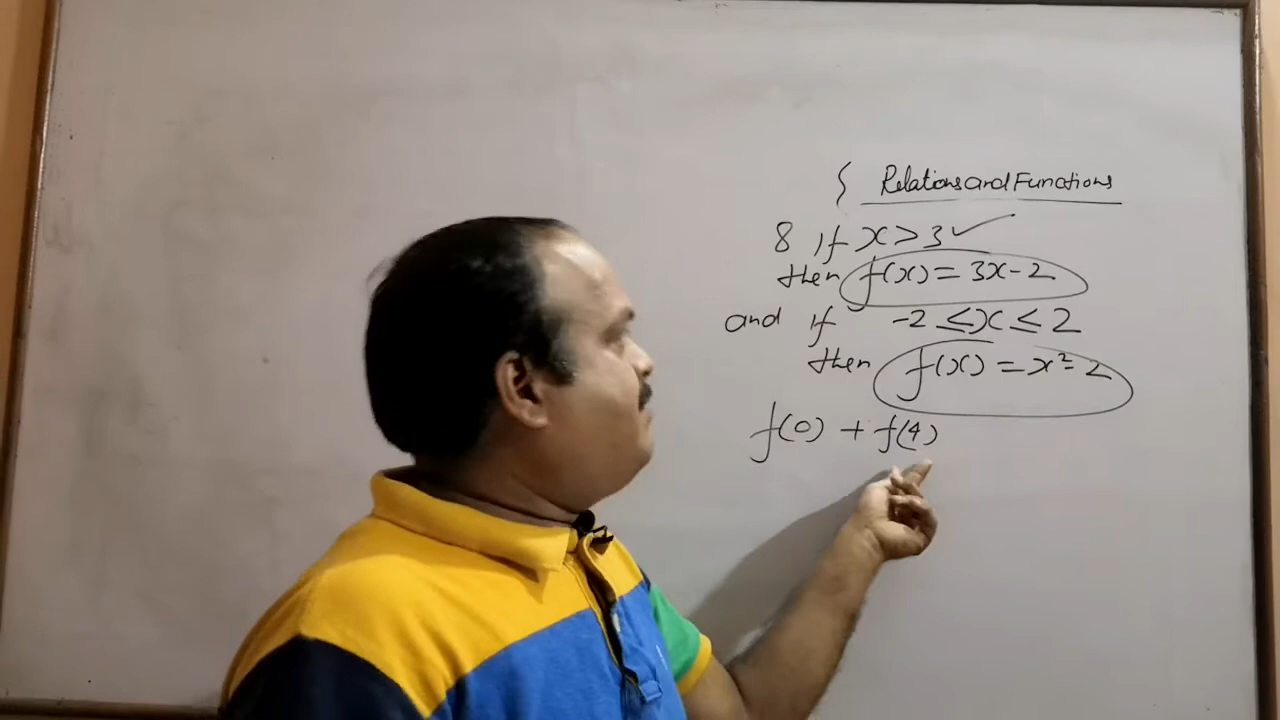 Relations and Functions
8 if x > 3 ✓
then f(x) = 3x - 2
and if -2 ≤ x ≤ 2
then f(x) = x² - 2
f(0) + f(4)